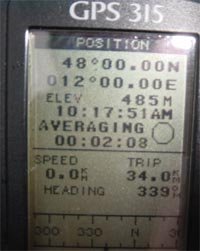 GPS 315
POSITION
48°00.00N
012°00.00E
ELEV 485M
10:17:51AM
AVERAGING
00:02:08
SPEED TRIP
0.0 34.0
HEADING 339°
300 330 N 30